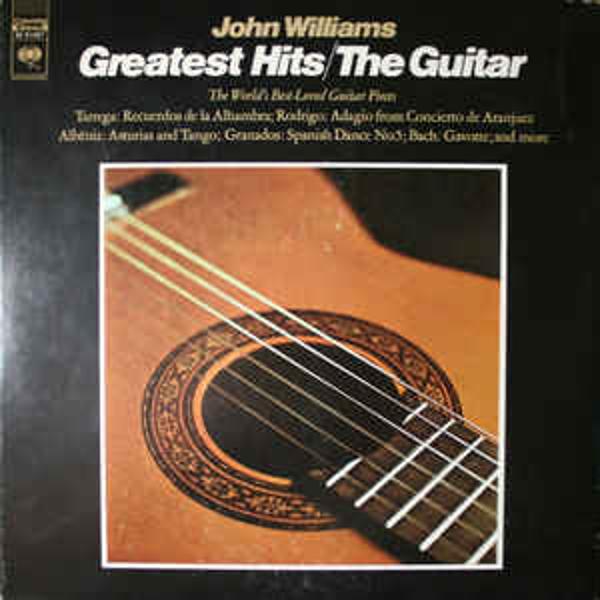 John Williams
Greatest Hits/The Guitar
The World's Best-Loved Guitar Pieces
Tarrega: Recuerdos de la Alhambra; Rodrigo: Adagio from Concierto de Aranjuez
Albéniz: Asturias and Tango; Granados: Spanish Dance No.5; Bach: Gavotte; and more